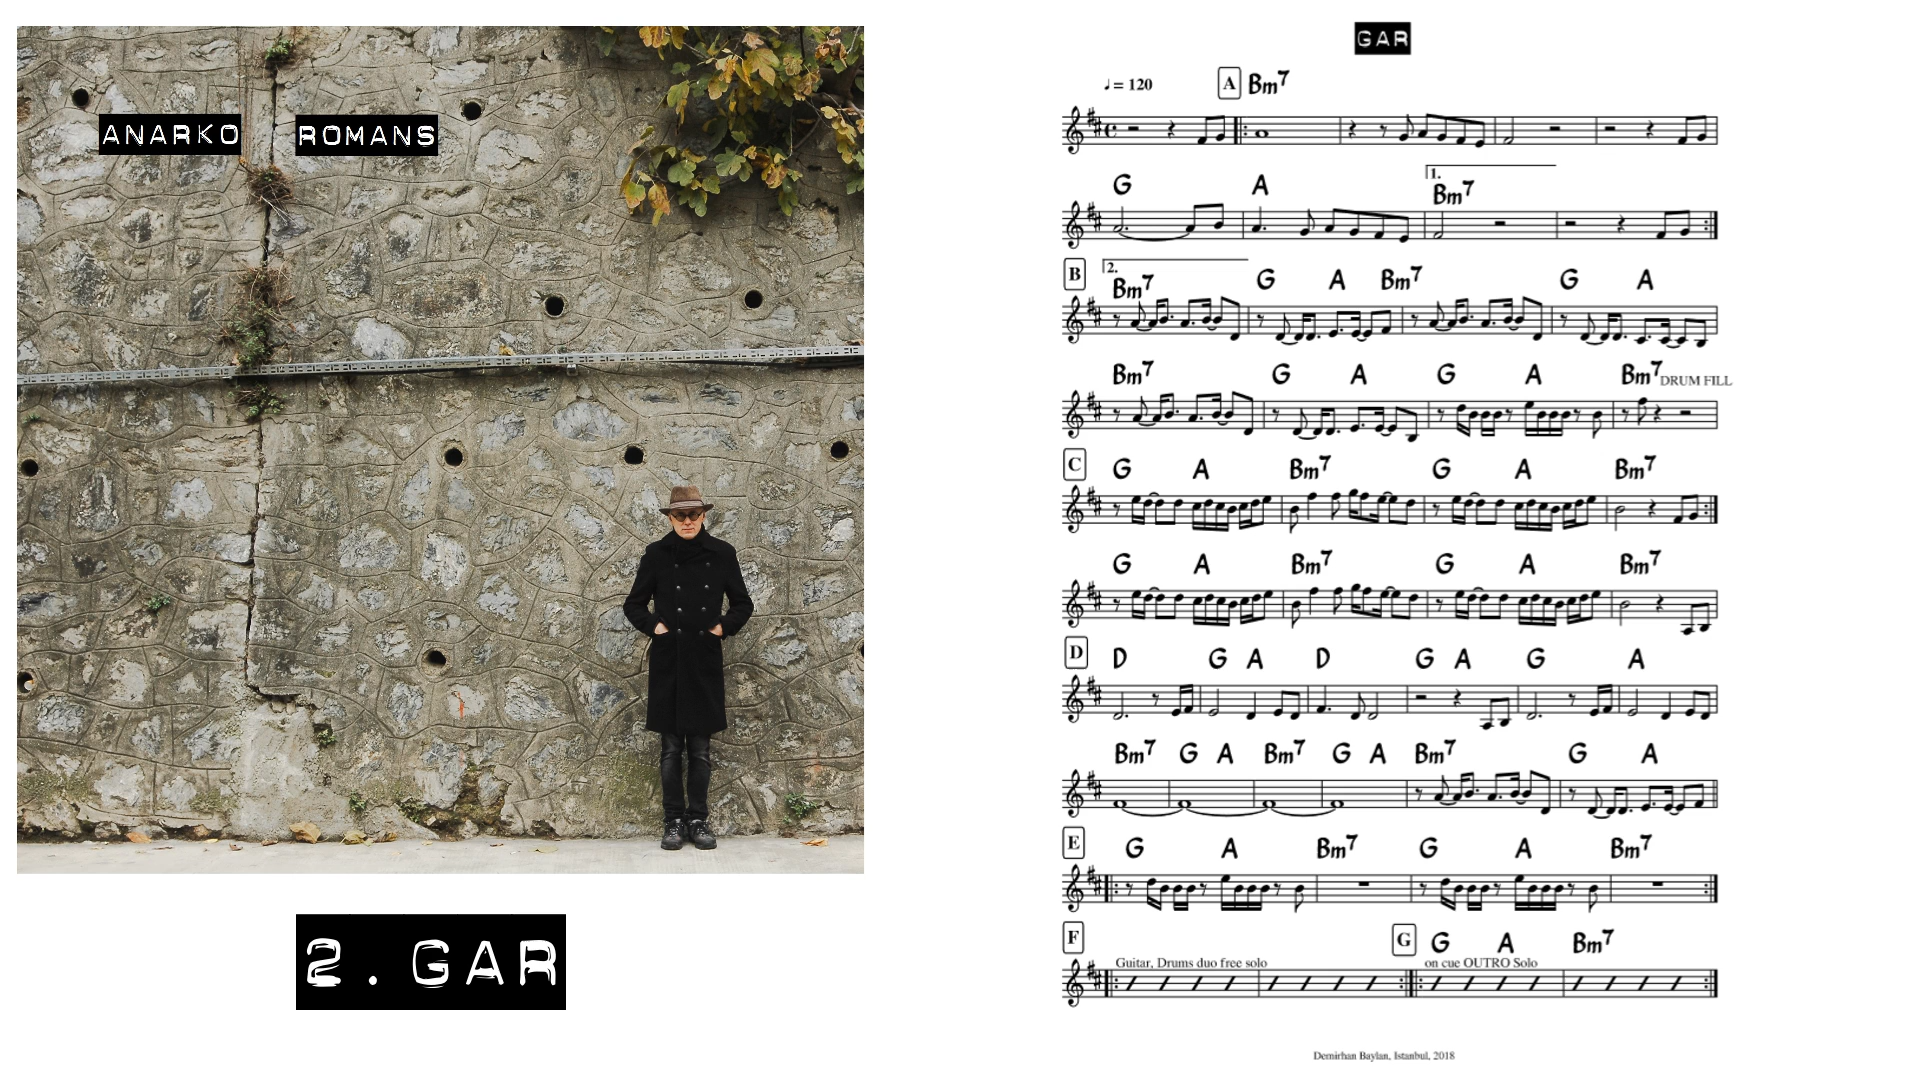 ANARKO ROMANS
2. GAR
GAR
♩ = 120
A Bm7
G A 1. Bm7
B 2. Bm7 G A Bm7 G A
Bm7 G A G A Bm7 DRUM FILL
C G A Bm7 G A Bm7
G A Bm7 G A Bm7
D D G A D G A G A
Bm7 G A Bm7 G A Bm7 G A
E G A Bm7 G A Bm7
F G G A Bm7
Guitar, Drums duo free solo on cue OUTRO Solo
Demirhan Baylan, Istanbul, 2018